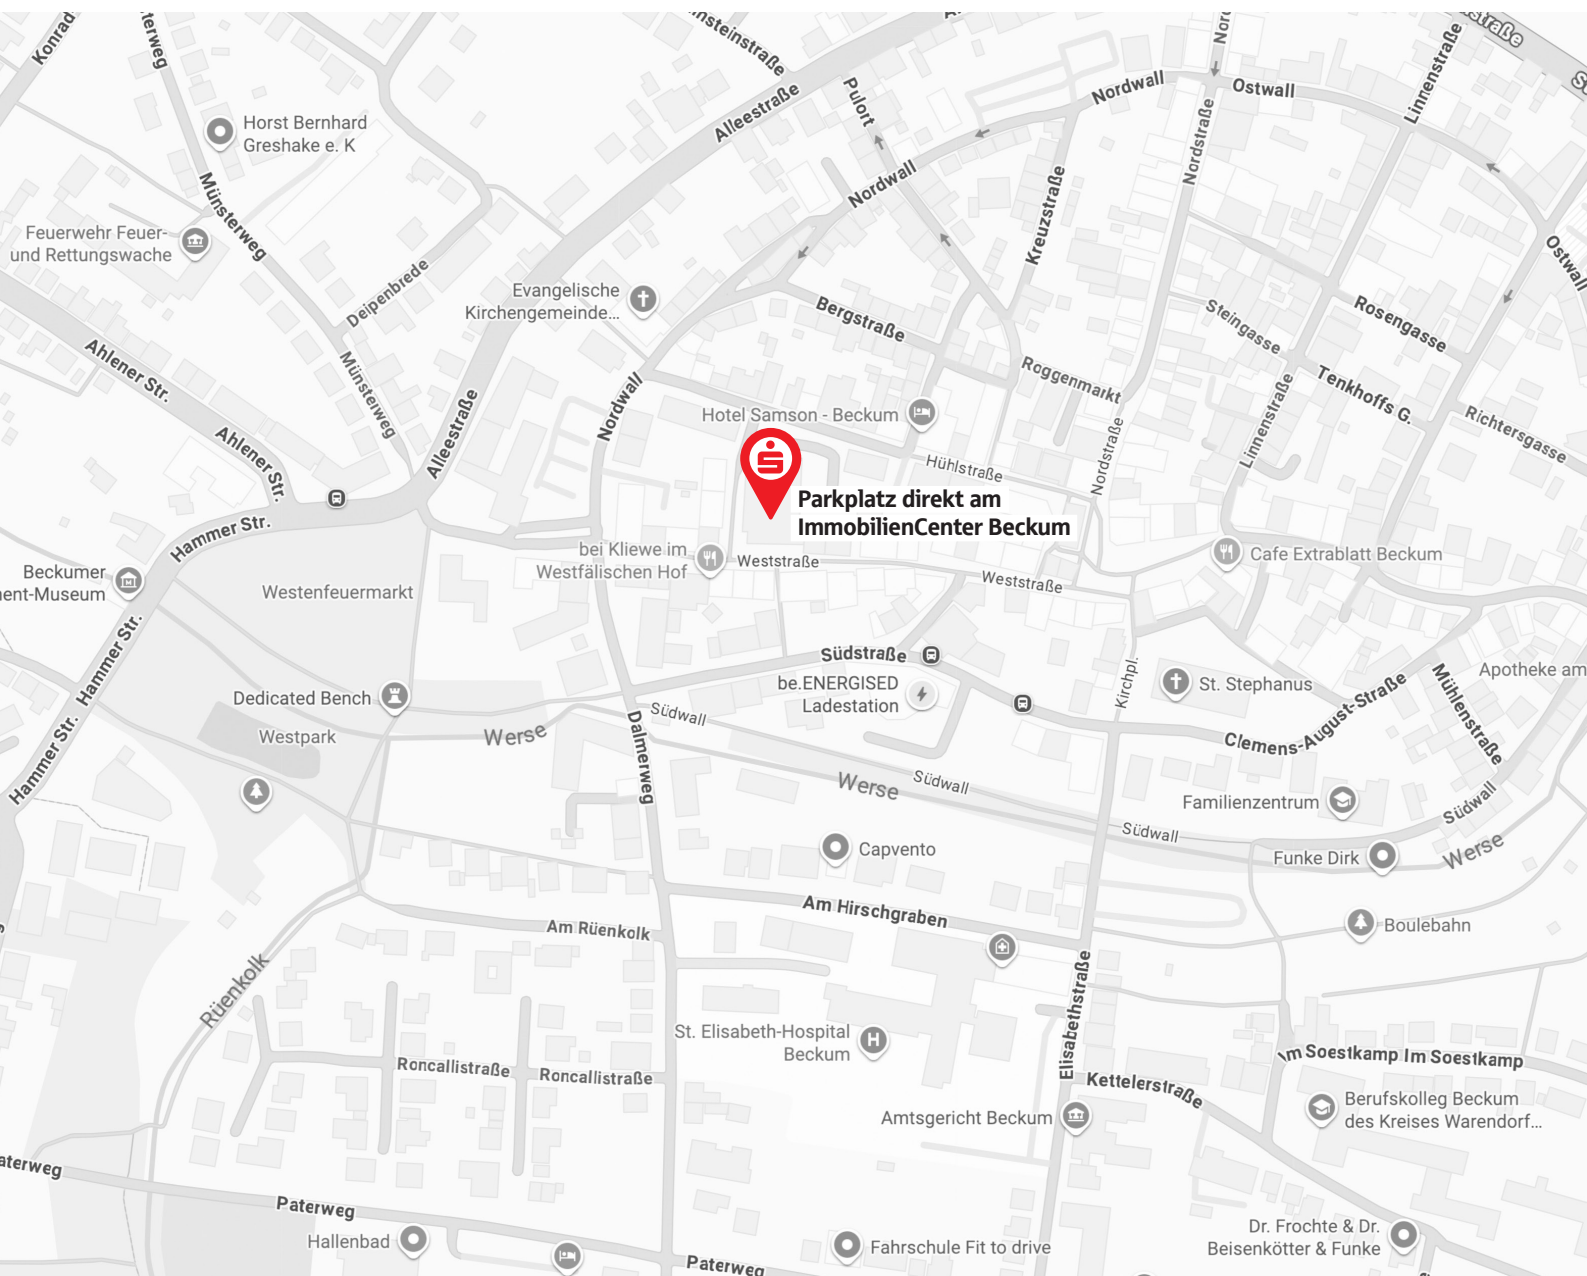 Konrad
Münsterweg
Horst Bernhard
Greshake e. K
Münsterweg
Feuerwehr Feuer-
und Rettungswache
Deipenbrede
Münsterweg
Ahlener Str.
Ahlener Str.
Alleestraße
Alleestraße
Evangelische
Kirchengemeinde...
Pulort
Nordwall
Nordwall
Nordwall
Ostwall
Ostwall
Linnenstraße
Nordstraße
Kreuzstraße
Bergstraße
Roggenmarkt
Steingasse
Rosengasse
Tenkhoffs G.
Richtersgasse
Linnenstraße
Nordstraße
Hotel Samson - Beckum
Hühlstraße
Parkplatz direkt am
ImmobilienCenter Beckum
bei Kliewe im
Westfälischen Hof
Weststraße
Weststraße
Cafe Extrablatt Beckum
Hammer Str.
Beckumer
ent-Museum
Westenfeuermarkt
Hammer Str.
Hammer Str.
Dedicated Bench
Westpark
Werse
Südstraße
be.ENERGISED
Ladestation
Südwall
Dalmerweg
Werse
Südwall
Kirchpl.
St. Stephanus
Apotheke am
Clemens-August-Straße
Mühlenstraße
Familienzentrum
Südwall
Südwall
Funke Dirk
Werse
Capvento
Am Hirschgraben
Am Rüenkolk
Rüenkolk
Boulebahn
Elisabethstraße
St. Elisabeth-Hospital
Beckum
H
Roncallistraße
Roncallistraße
Im Soestkamp Im Soestkamp
Kettelerstraße
Amtsgericht Beckum
Berufskolleg Beckum
des Kreises Warendorf...
aterweg
Paterweg
Hallenbad
Paterweg
Fahrschule Fit to drive
Dr. Frochte & Dr.
Beisenkötter & Funke